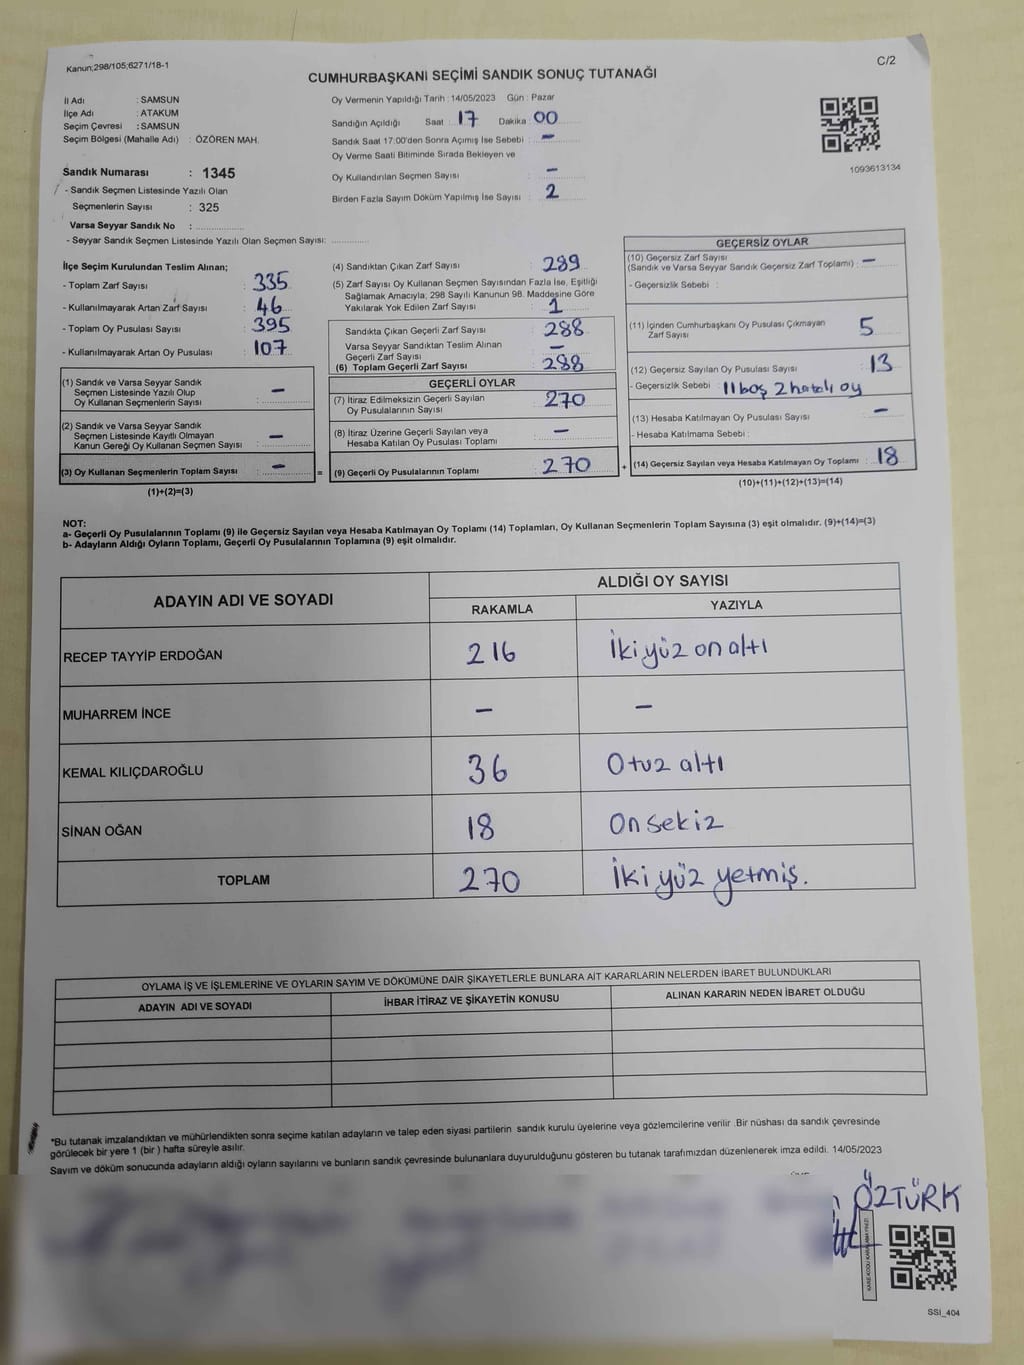 Kanun;298/105;6271/18-1
C/2
CUMHURBAŞKANI SEÇİMİ SANDIK SONUÇ TUTANAĞI
İl Adı : SAMSUN
İlçe Adı : ATAKUM
Seçim Çevresi : SAMSUN
Seçim Bölgesi (Mahalle Adı) : ÖZÖREN MAH.
Sandık Numarası : 1345
- Sandık Seçmen Listesinde Yazılı Olan
Seçmenlerin Sayısı : 325
Varsa Seyyar Sandık No : ..................
- Seyyar Sandık Seçmen Listesinde Yazılı Olan Seçmen Sayısı: ..............
Oy Vermenin Yapıldığı Tarih : 14/05/2023 Gün : Pazar
Sandığın Açıldığı Saat : 17 Dakika : 00
Sandık Saat 17:00'den Sonra Açımış İse Sebebi : –
Oy Verme Saati Bitiminde Sırada Bekleyen ve
Oy Kullandırılan Seçmen Sayısı : –
Birden Fazla Sayım Döküm Yapılmış İse Sayısı : 2
1093613134
İlçe Seçim Kurulundan Teslim Alınan;
- Toplam Zarf Sayısı : 335
- Kullanılmayarak Artan Zarf Sayısı : 46
- Toplam Oy Pusulası Sayısı : 395
- Kullanılmayarak Artan Oy Pusulası : 107
(1) Sandık ve Varsa Seyyar Sandık
Seçmen Listesinde Yazılı Olup
Oy Kullanan Seçmenlerin Sayısı : –
(2) Sandık ve Varsa Seyyar Sandık
Seçmen Listesinde Kayıtlı Olmayan
Kanun Gereği Oy Kullanan Seçmen Sayısı : –
(3) Oy Kullanan Seçmenlerin Toplam Sayısı : –
(1)+(2)=(3)
(4) Sandıktan Çıkan Zarf Sayısı : 289
(5) Zarf Sayısı Oy Kullanan Seçmen Sayısından Fazla İse, Eşitliği
Sağlamak Amacıyla; 298 Sayılı Kanunun 98. Maddesine Göre
Yakılarak Yok Edilen Zarf Sayısı : 1
Sandıkta Çıkan Geçerli Zarf Sayısı : 288
Varsa Seyyar Sandıktan Teslim Alınan
Geçerli Zarf Sayısı : –
(6) Toplam Geçerli Zarf Sayısı : 288
GEÇERLİ OYLAR
(7) İtiraz Edilmeksizin Geçerli Sayılan
Oy Pusulalarının Sayısı : 270
(8) İtiraz Üzerine Geçerli Sayılan veya
Hesaba Katılan Oy Pusulası Toplamı : –
= (9) Geçerli Oy Pusulalarının Toplamı : 270
GEÇERSİZ OYLAR
(10) Geçersiz Zarf Sayısı
(Sandık ve Varsa Seyyar Sandık Geçersiz Zarf Toplamı) : –
- Geçersizlik Sebebi :
(11) İçinden Cumhurbaşkanı Oy Pusulası Çıkmayan
Zarf Sayısı : 5
(12) Geçersiz Sayılan Oy Pusulası Sayısı : 13
- Geçersizlik Sebebi : 11 boş 2 hatalı oy
(13) Hesaba Katılmayan Oy Pusulası Sayısı : –
- Hesaba Katılmama Sebebi :
+ (14) Geçersiz Sayılan veya Hesaba Katılmayan Oy Toplamı : 18
(10)+(11)+(12)+(13)=(14)
NOT:
a- Geçerli Oy Pusulalarının Toplamı (9) ile Geçersiz Sayılan veya Hesaba Katılmayan Oy Toplamı (14) Toplamları, Oy Kullanan Seçmenlerin Toplam Sayısına (3) eşit olmalıdır. (9)+(14)=(3)
b- Adayların Aldığı Oyların Toplamı, Geçerli Oy Pusulalarının Toplamına (9) eşit olmalıdır.
ADAYIN ADI VE SOYADI
ALDIĞI OY SAYISI
RAKAMLA YAZIYLA
RECEP TAYYİP ERDOĞAN 216 İki yüz on altı
MUHARREM İNCE – –
KEMAL KILIÇDAROĞLU 36 Otuz altı
SİNAN OĞAN 18 On sekiz
TOPLAM 270 İki yüz yetmiş.
OYLAMA İŞ VE İŞLEMLERİNE VE OYLARIN SAYIM VE DÖKÜMÜNE DAİR ŞİKAYETLERLE BUNLARA AİT KARARLARIN NELERDEN İBARET BULUNDUKLARI
ADAYIN ADI VE SOYADI İHBAR İTİRAZ VE ŞİKAYETİN KONUSU ALINAN KARARIN NEDEN İBARET OLDUĞU
*Bu tutanak imzalandıktan ve mühürlendikten sonra seçime katılan adayların ve talep eden siyasi partilerin sandık kurulu üyelerine veya gözlemcilerine verilir .Bir nüshası da sandık çevresinde
görülecek bir yere 1 (bir ) hafta süreyle asılır.
Sayım ve döküm sonucunda adayların aldığı oyların sayılarını ve bunların sandık çevresinde bulunanlara duyurulduğunu gösteren bu tutanak tarafımızdan düzenlenerek imza edildi. 14/05/2023
ÖZTÜRK
SSI_404